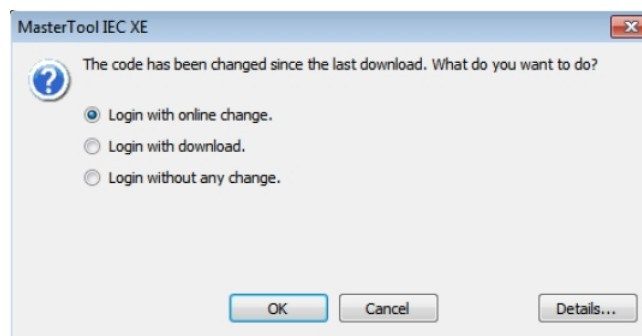 MasterTool IEC XE
The code has been changed since the last download. What do you want to do?
Login with online change.
Login with download.
Login without any change.
OK
Cancel
Details...